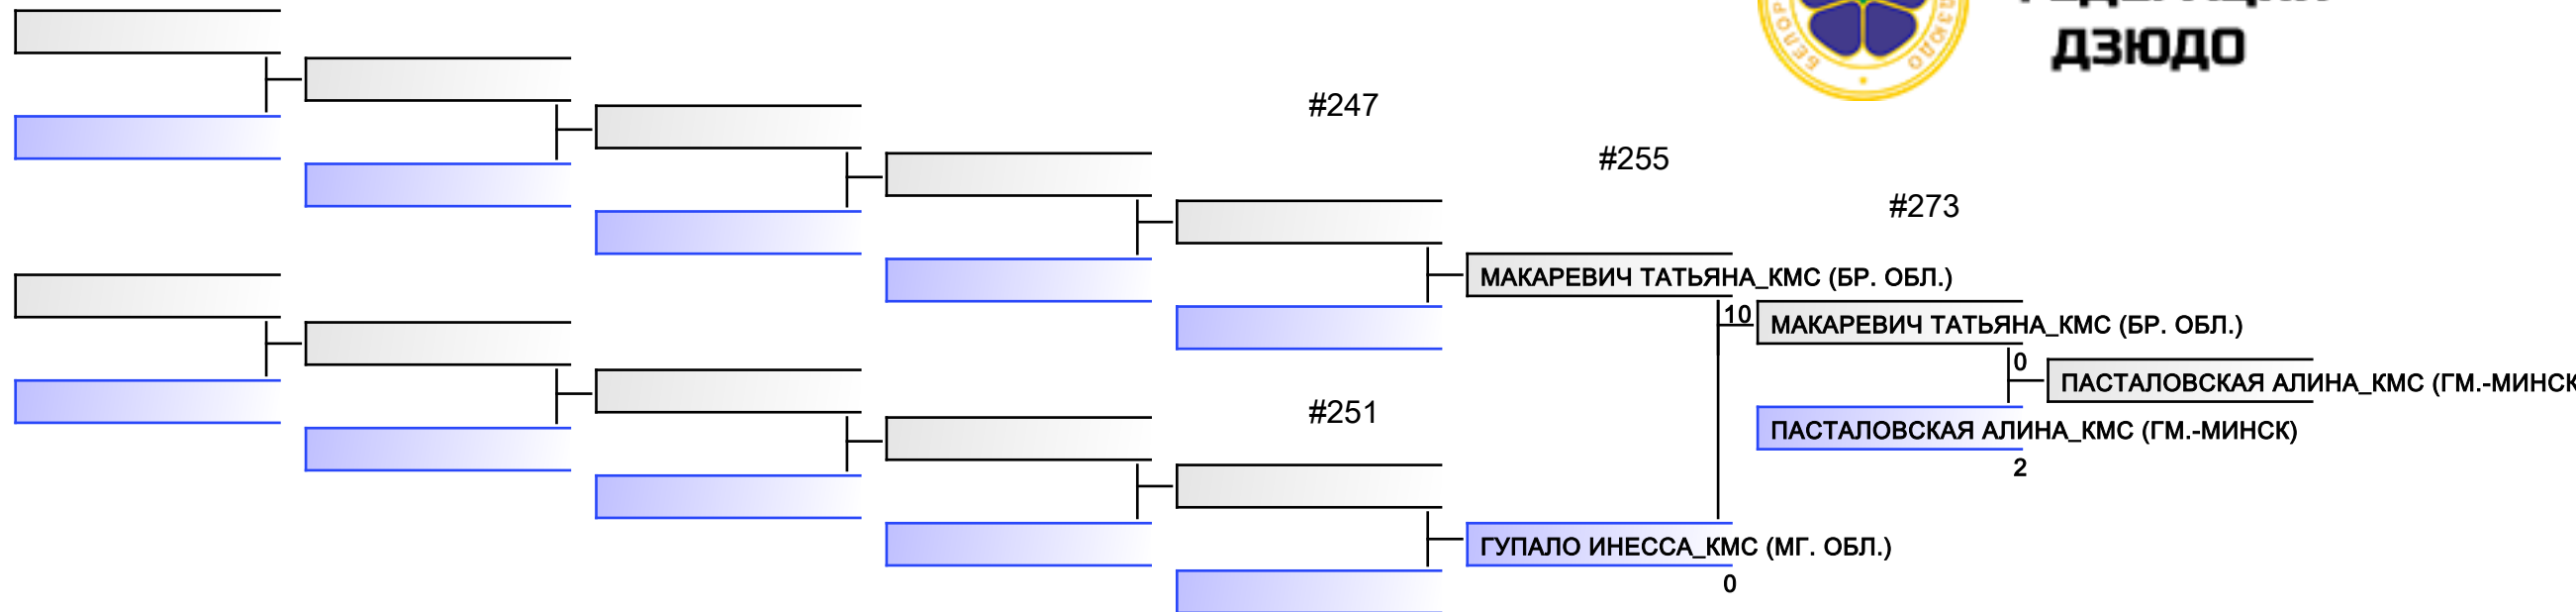 ДЗЮДО
#247
#255
#273
МАКАРЕВИЧ ТАТЬЯНА_КМС (БР. ОБЛ.)
10
МАКАРЕВИЧ ТАТЬЯНА_КМС (БР. ОБЛ.)
0
ПАСТАЛОВСКАЯ АЛИНА_КМС (ГМ.-МИНСК
#251
ПАСТАЛОВСКАЯ АЛИНА_КМС (ГМ.-МИНСК)
2
ГУПАЛО ИНЕССА_КМС (МГ. ОБЛ.)
0